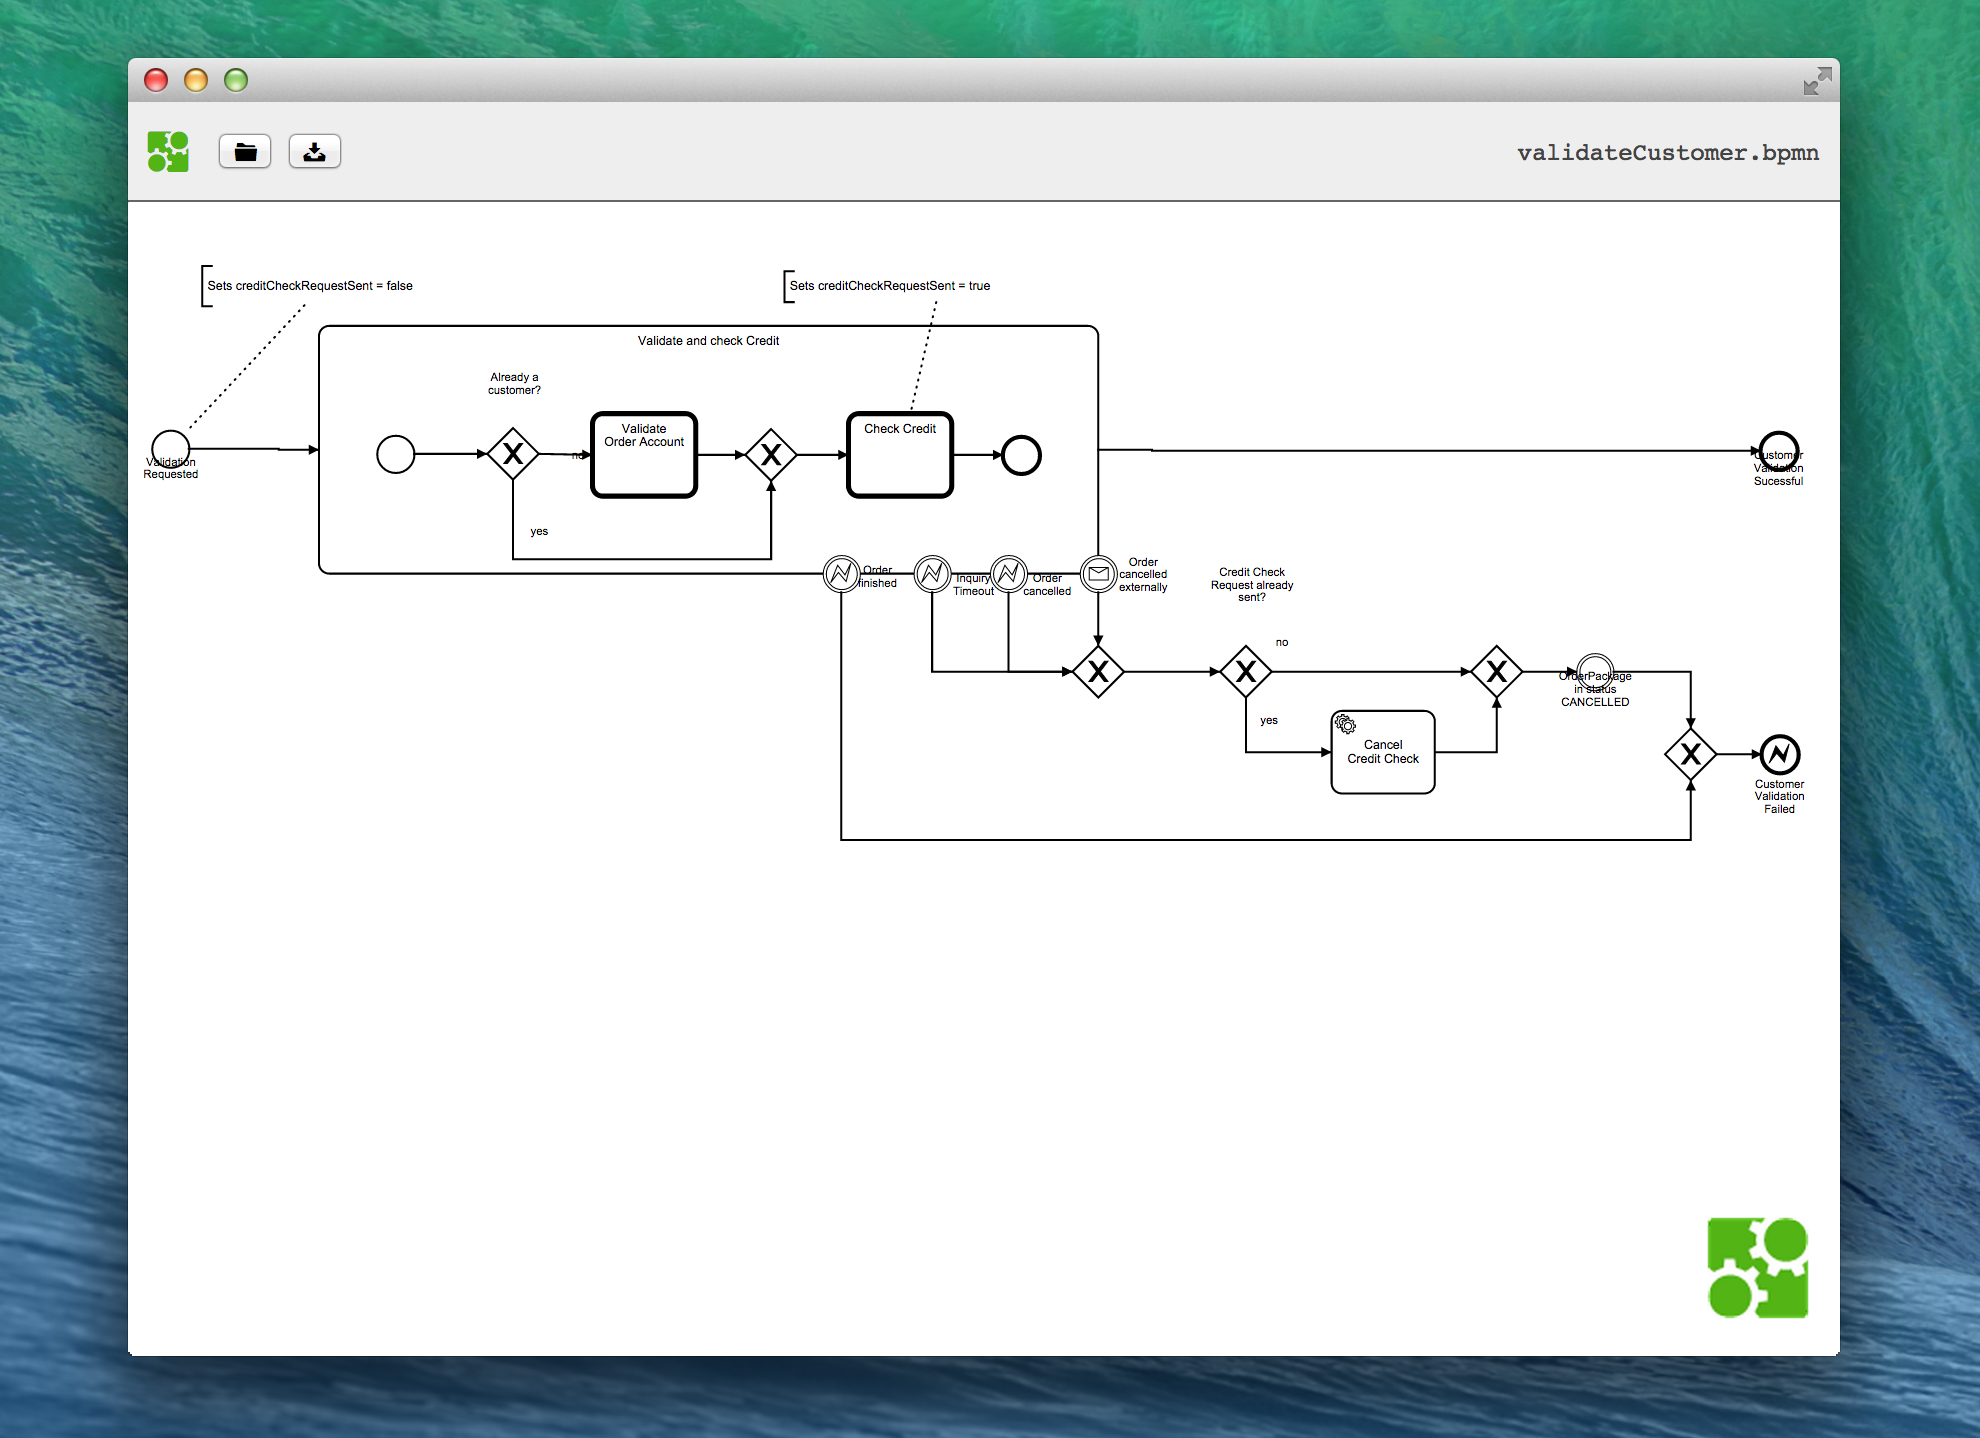 validateCustomer.bpmn
Sets creditCheckRequestSent = false
Sets creditCheckRequestSent = true
Validate and check Credit
Already a
customer?
Validation
Requested
no
Validate
Order Account
Check Credit
yes
Customer
Validation
Sucessful
Order
finished
Inquiry
Timeout
Order
cancelled
Order
cancelled
externally
Credit Check
Request already
sent?
no
yes
Cancel
Credit Check
OrderPackage
in status
CANCELLED
Customer
Validation
Failed